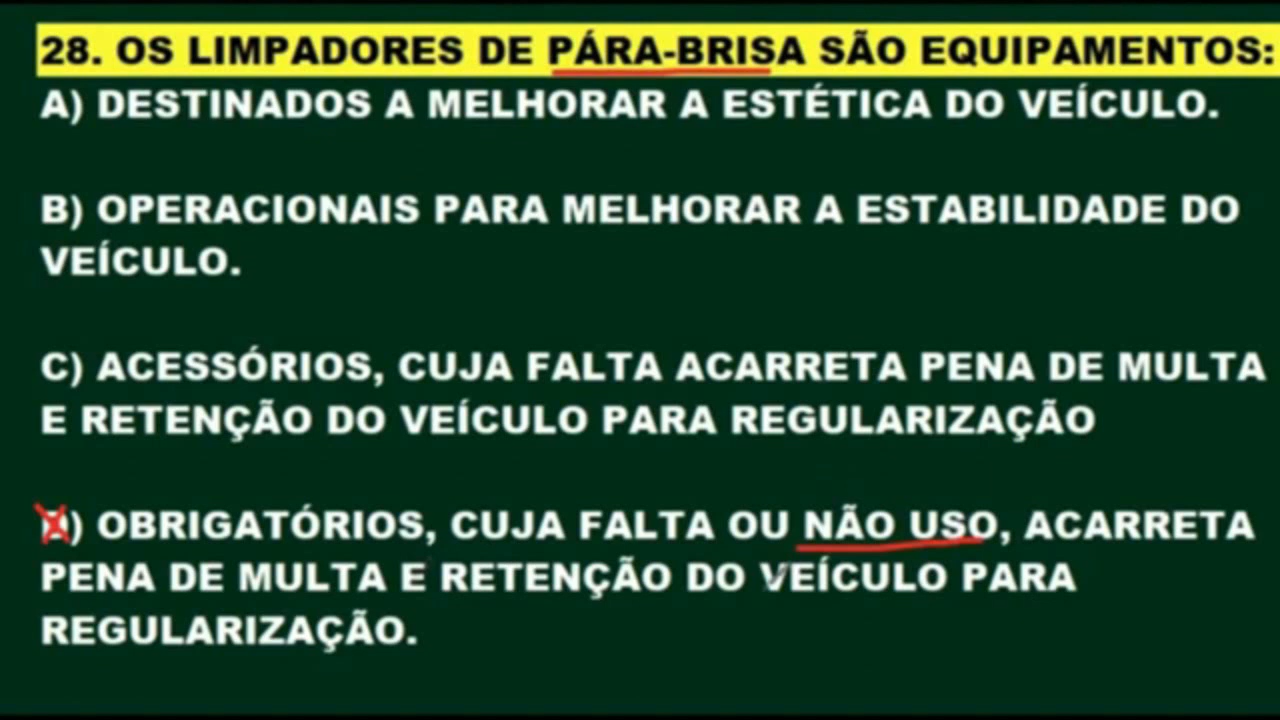 28. OS LIMPADORES DE PÁRA-BRISA SÃO EQUIPAMENTOS:
A) DESTINADOS A MELHORAR A ESTÉTICA DO VEÍCULO.
B) OPERACIONAIS PARA MELHORAR A ESTABILIDADE DO
VEÍCULO.
C) ACESSÓRIOS, CUJA FALTA ACARRETA PENA DE MULTA
E RETENÇÃO DO VEÍCULO PARA REGULARIZAÇÃO
D) OBRIGATÓRIOS, CUJA FALTA OU NÃO USO, ACARRETA
PENA DE MULTA E RETENÇÃO DO VEÍCULO PARA
REGULARIZAÇÃO.